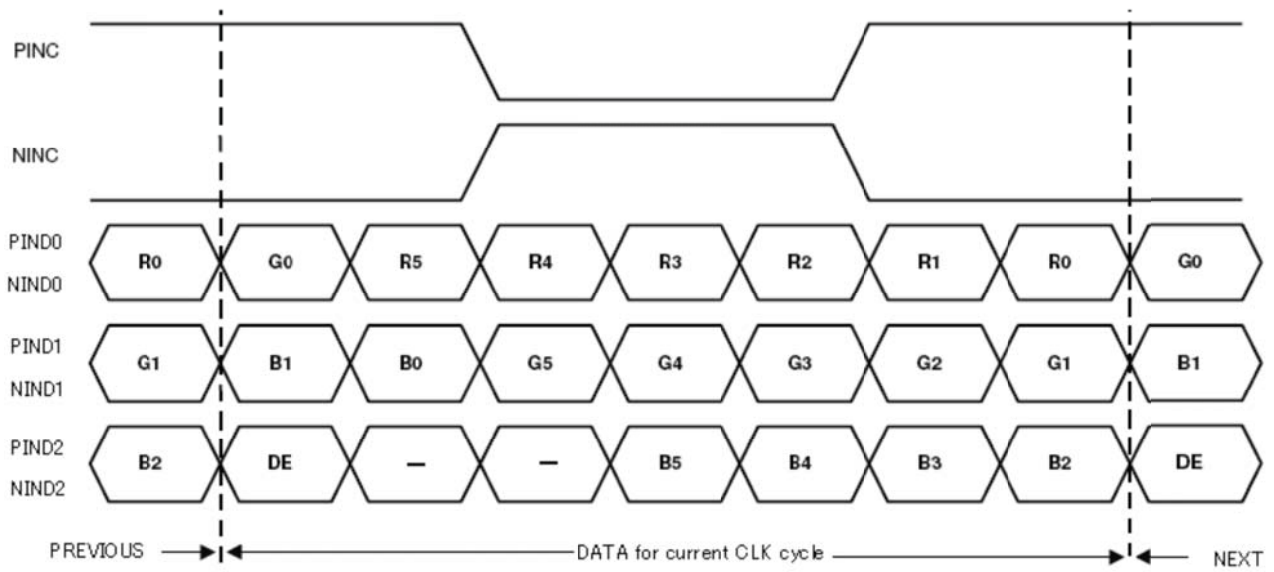 PINC
NINC
PIND0
NIND0
R0 G0 R5 R4 R3 R2 R1 R0 G0
PIND1
NIND1
G1 B1 B0 G5 G4 G3 G2 G1 B1
PIND2
NIND2
B2 DE — — B5 B4 B3 B2 DE
PREVIOUS DATA for current CLK cycle NEXT